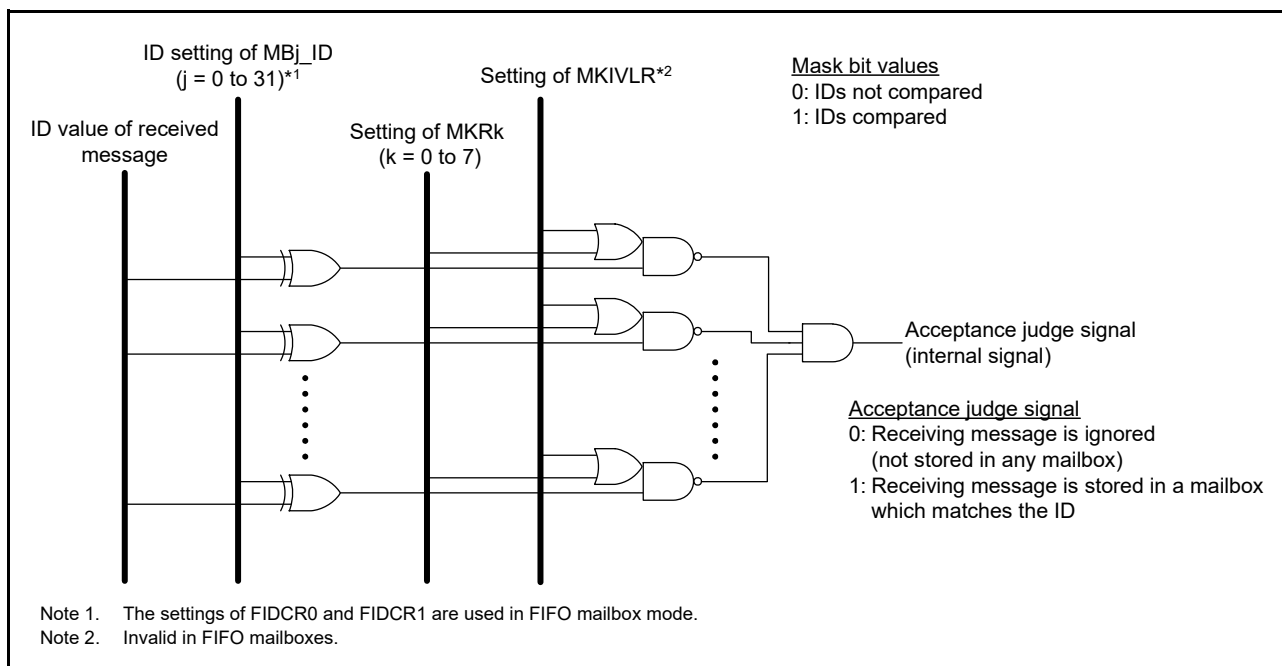 ID setting of MBj_ID
(j = 0 to 31)*1
Setting of MKIVLR*2
Mask bit values
0: IDs not compared
1: IDs compared
ID value of received
message
Setting of MKRk
(k = 0 to 7)
Acceptance judge signal
(internal signal)
Acceptance judge signal
0: Receiving message is ignored
(not stored in any mailbox)
1: Receiving message is stored in a mailbox
which matches the ID
Note 1. The settings of FIDCR0 and FIDCR1 are used in FIFO mailbox mode.
Note 2. Invalid in FIFO mailboxes.